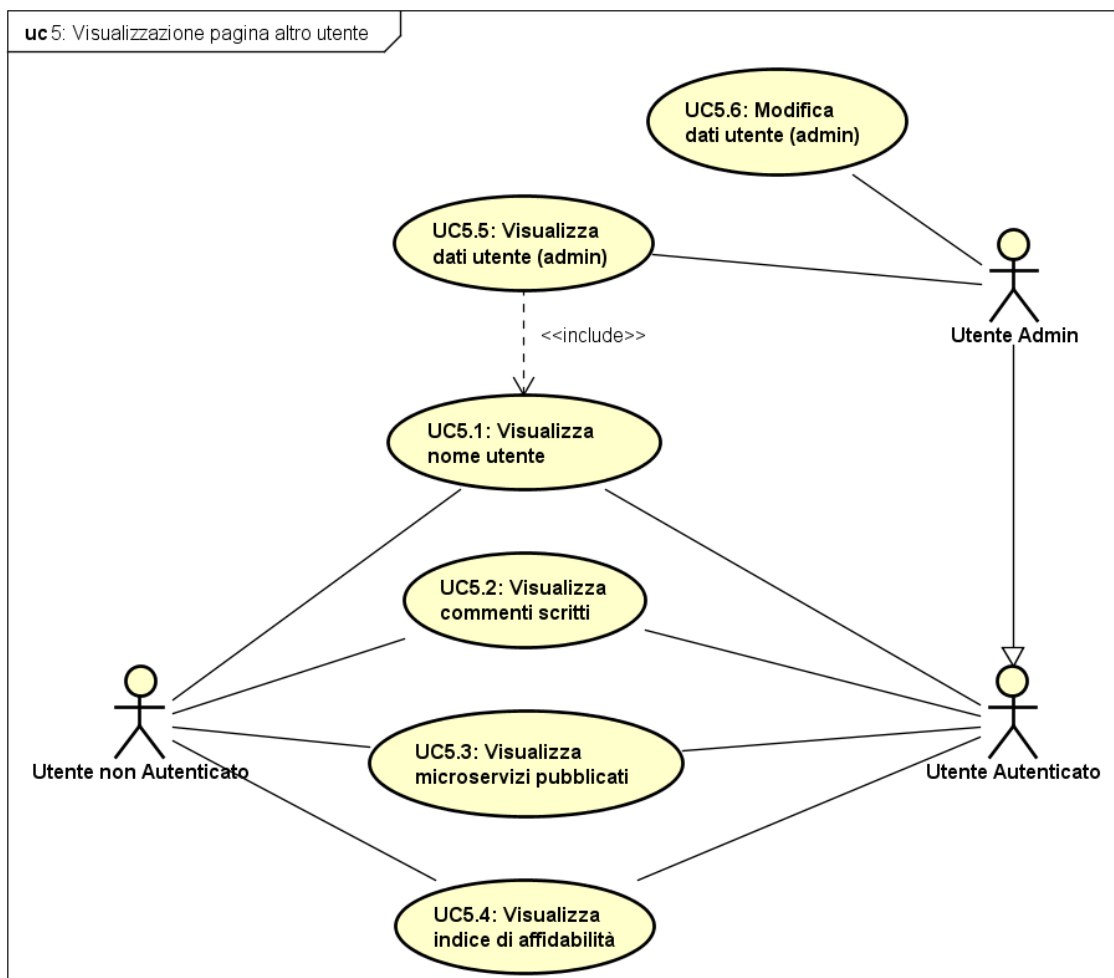 uc 5: Visualizzazione pagina altro utente
UC5.6: Modifica
dati utente (admin)
UC5.5: Visualizza
dati utente (admin)
Utente Admin
<<include>>
UC5.1: Visualizza
nome utente
UC5.2: Visualizza
commenti scritti
UC5.3: Visualizza
microservizi pubblicati
Utente non Autenticato
Utente Autenticato
UC5.4: Visualizza
indice di affidabilità